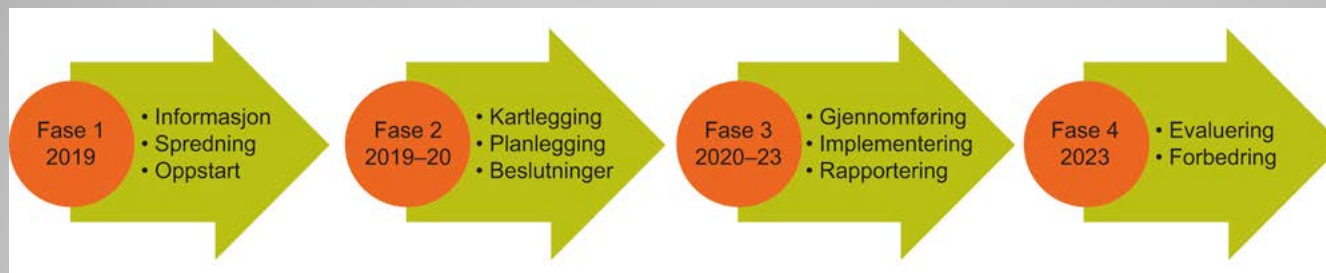 Fase 1
2019
• Informasjon
• Spredning
• Oppstart
Fase 2
2019–20
• Kartlegging
• Planlegging
• Beslutninger
Fase 3
2020–23
• Gjennomføring
• Implementering
• Rapportering
Fase 4
2023
• Evaluering
• Forbedring